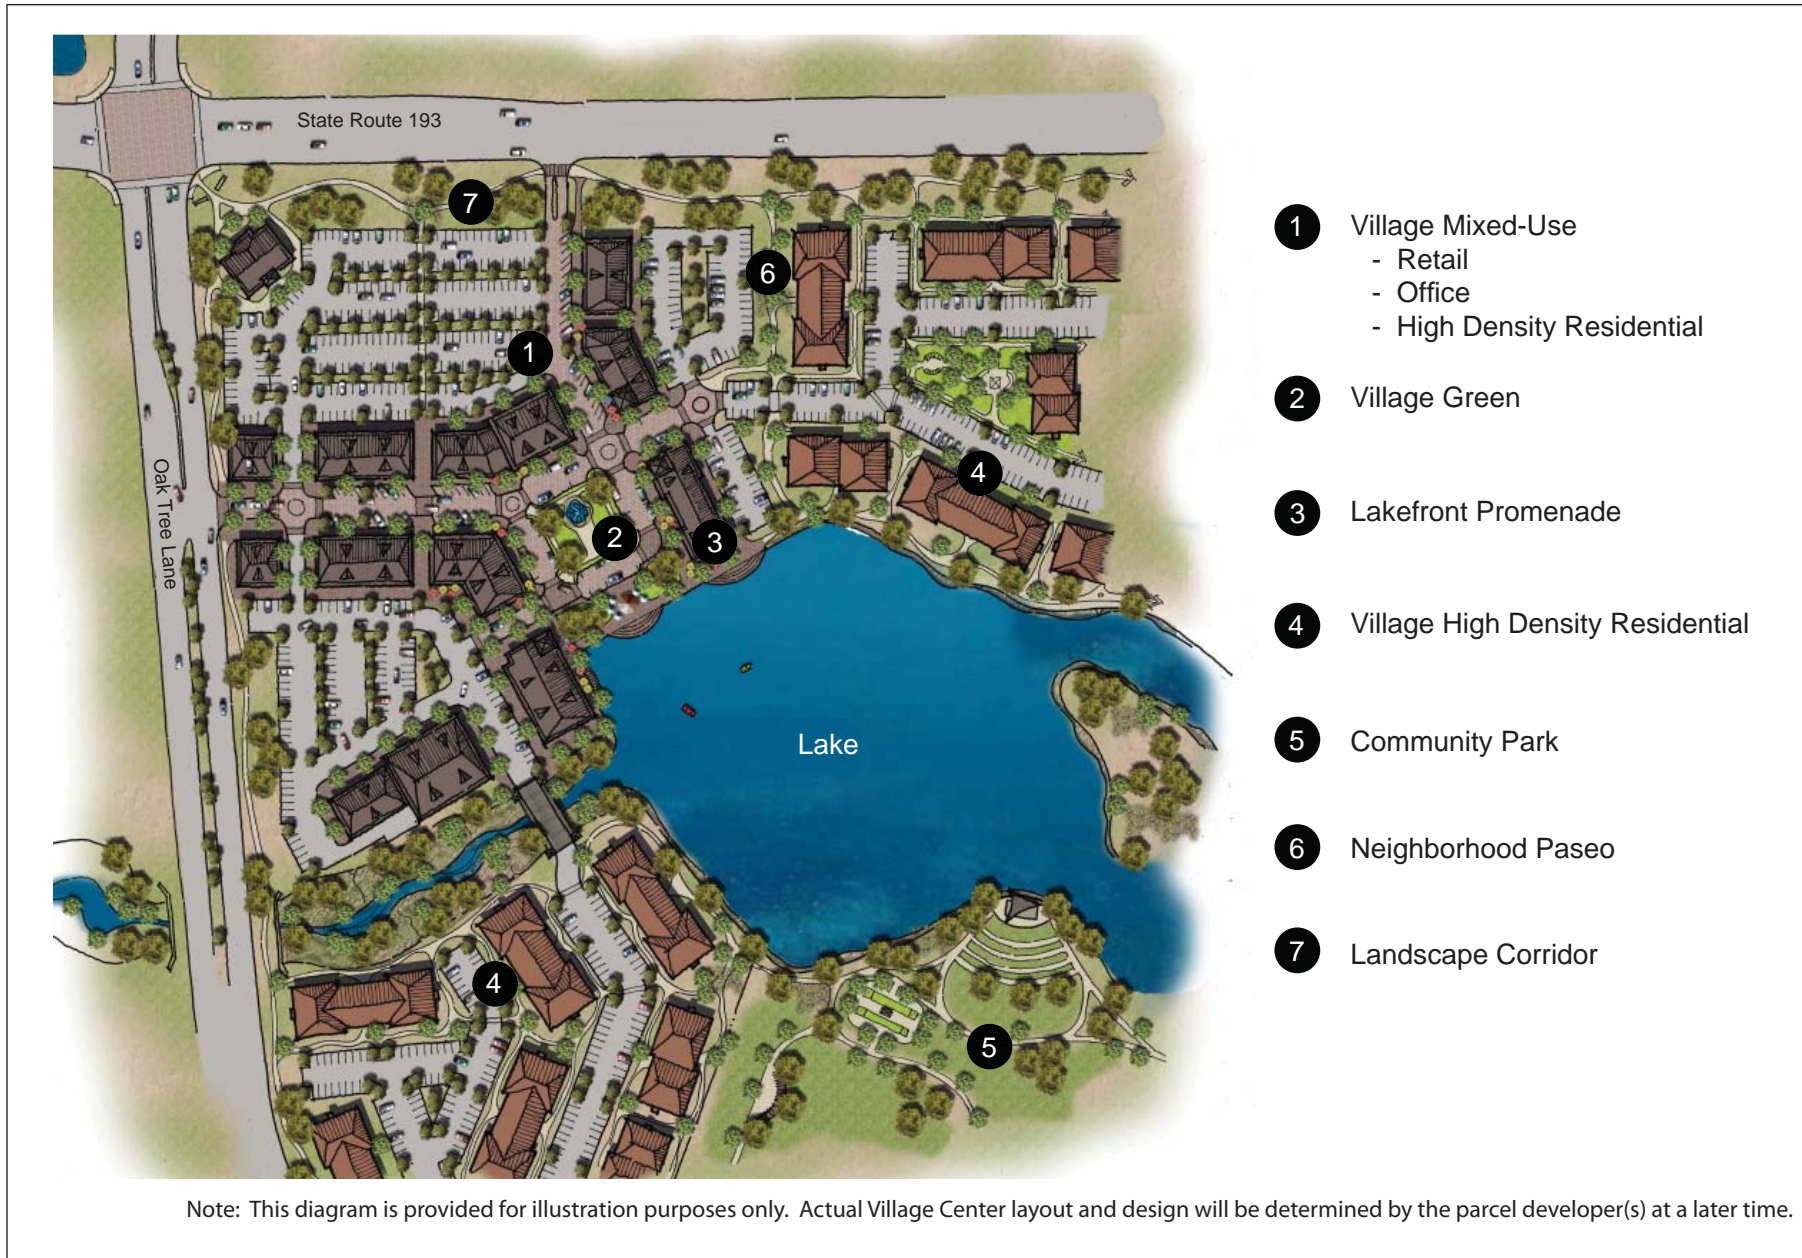 State Route 193
7
6
1
4
Oak Tree Lane
2
3
Lake
4
5
1 Village Mixed-Use
- Retail
- Office
- High Density Residential
2 Village Green
3 Lakefront Promenade
4 Village High Density Residential
5 Community Park
6 Neighborhood Paseo
7 Landscape Corridor
Note: This diagram is provided for illustration purposes only. Actual Village Center layout and design will be determined by the parcel developer(s) at a later time.